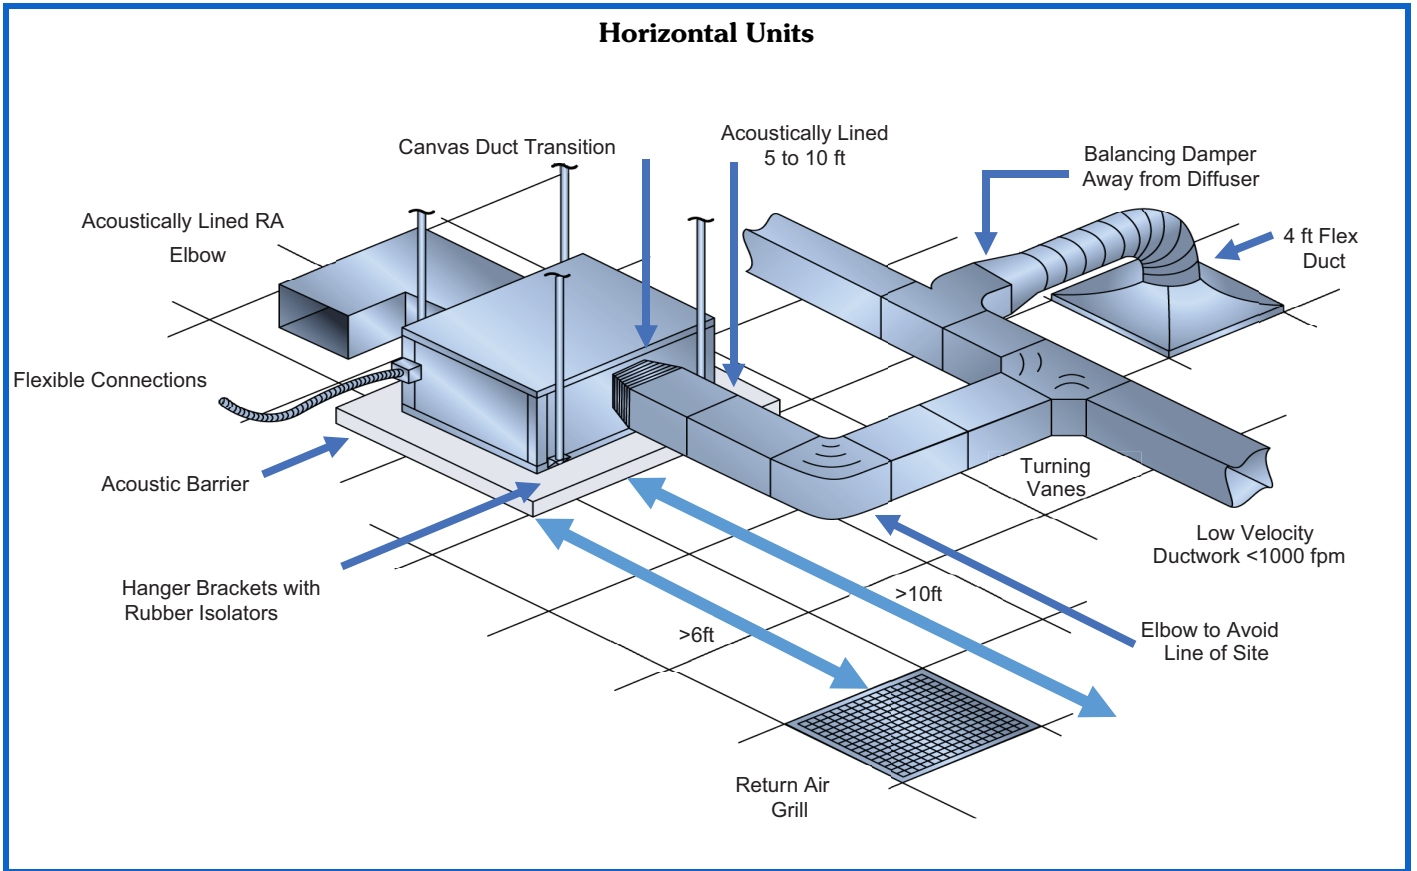 Horizontal Units
Canvas Duct Transition
Acoustically Lined
5 to 10 ft
Balancing Damper
Away from Diffuser
Acoustically Lined RA
Elbow
4 ft Flex
Duct
Flexible Connections
Acoustic Barrier
Turning
Vanes
Low Velocity
Ductwork <1000 fpm
Hanger Brackets with
Rubber Isolators
>10ft
>6ft
Elbow to Avoid
Line of Site
Return Air
Grill